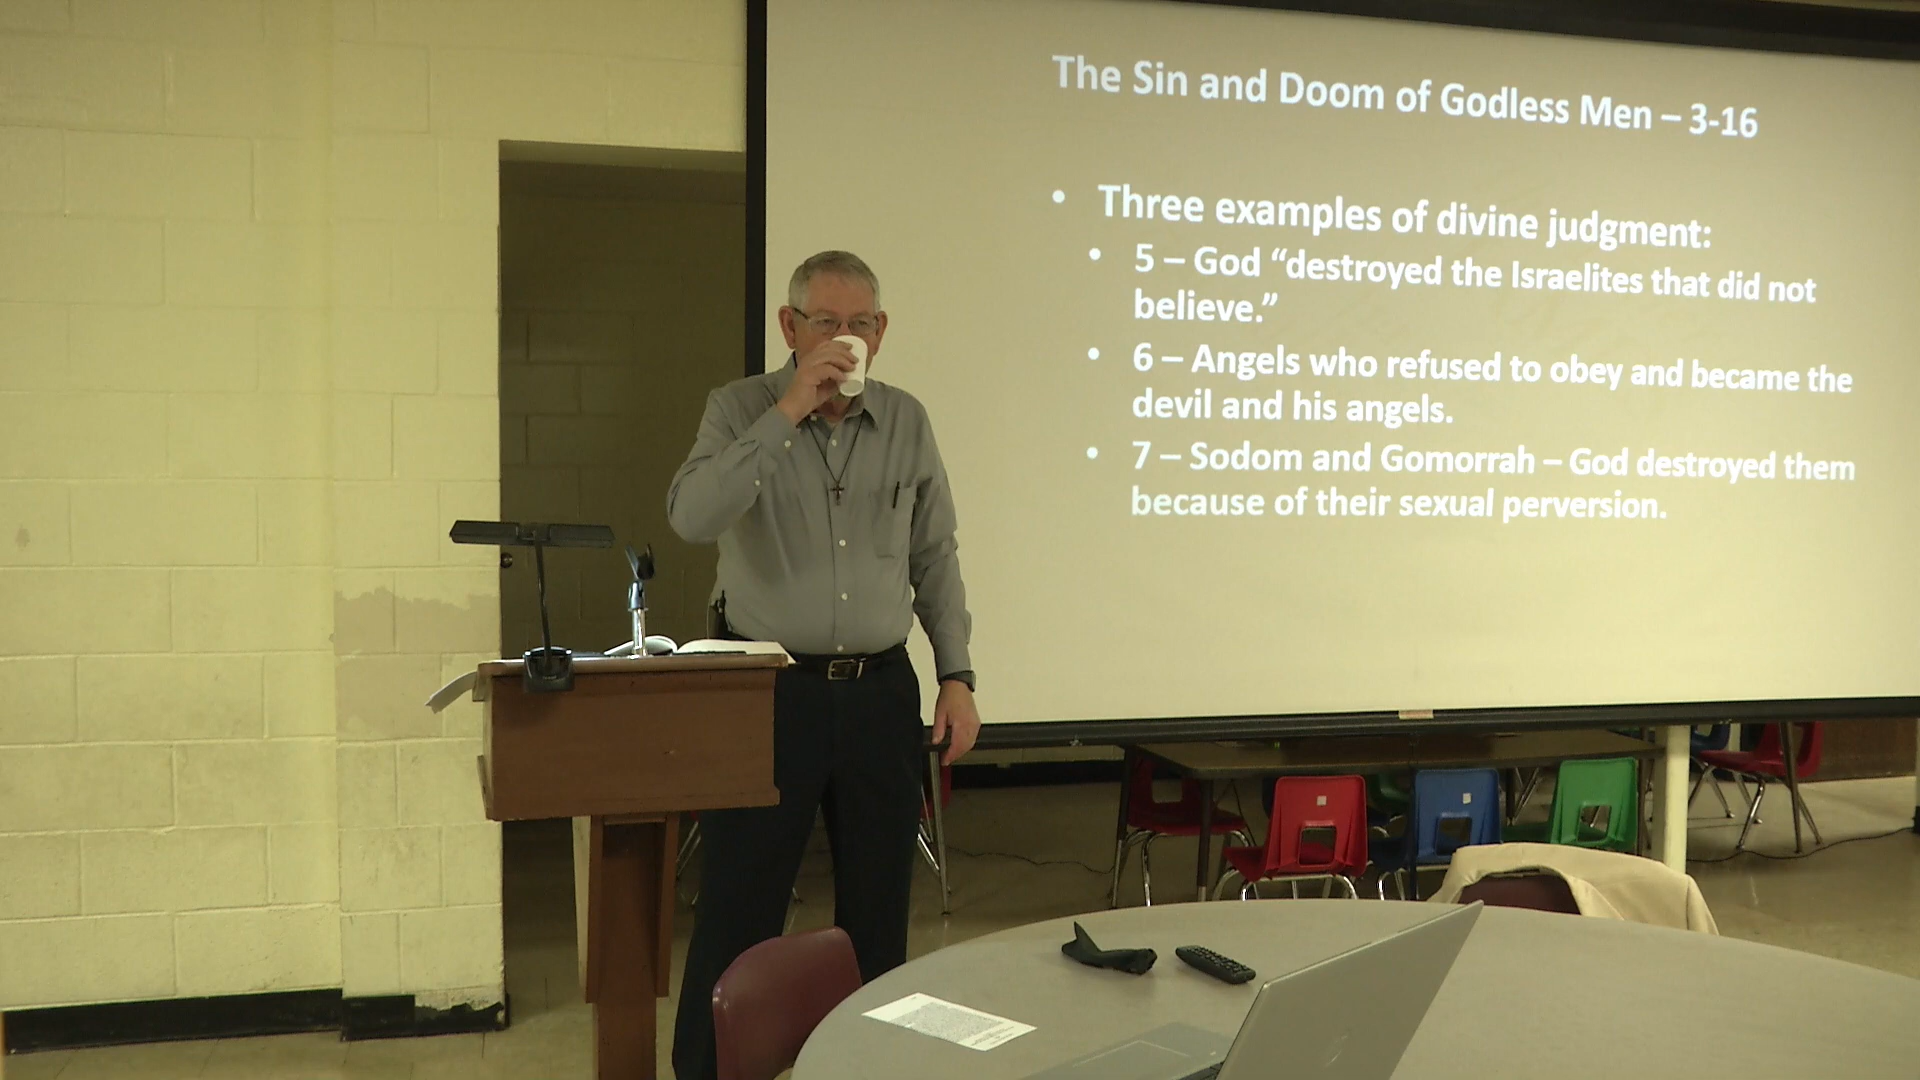 The Sin and Doom of Godless Men – 3-16
• Three examples of divine judgment:
• 5 – God “destroyed the Israelites that did not
believe.”
• 6 – Angels who refused to obey and became the
devil and his angels.
• 7 – Sodom and Gomorrah – God destroyed them
because of their sexual perversion.